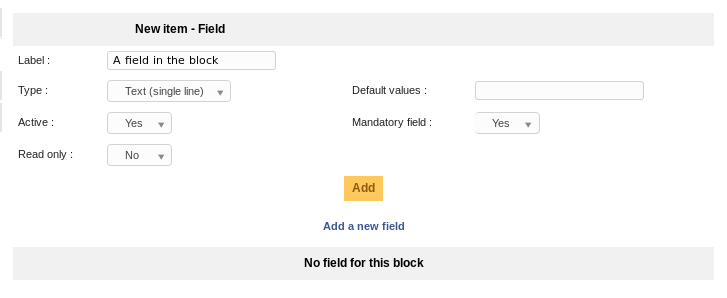 New item - Field
Label : A field in the block
Type : Text (single line) Default values :
Active : Yes Mandatory field : Yes
Read only : No
Add
Add a new field
No field for this block